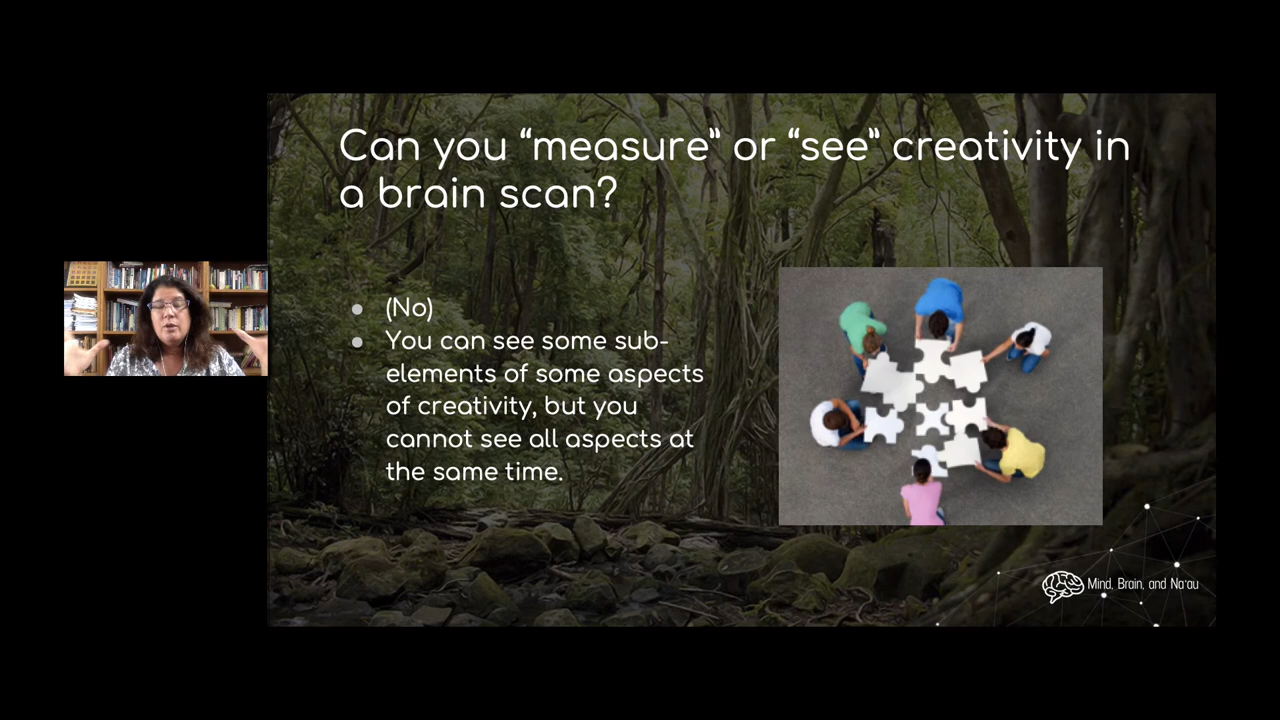 Can you “measure” or “see” creativity in
a brain scan?
(No)
You can see some sub-
elements of some aspects
of creativity, but you
cannot see all aspects at
the same time.
Mind, Brain, and Na'au